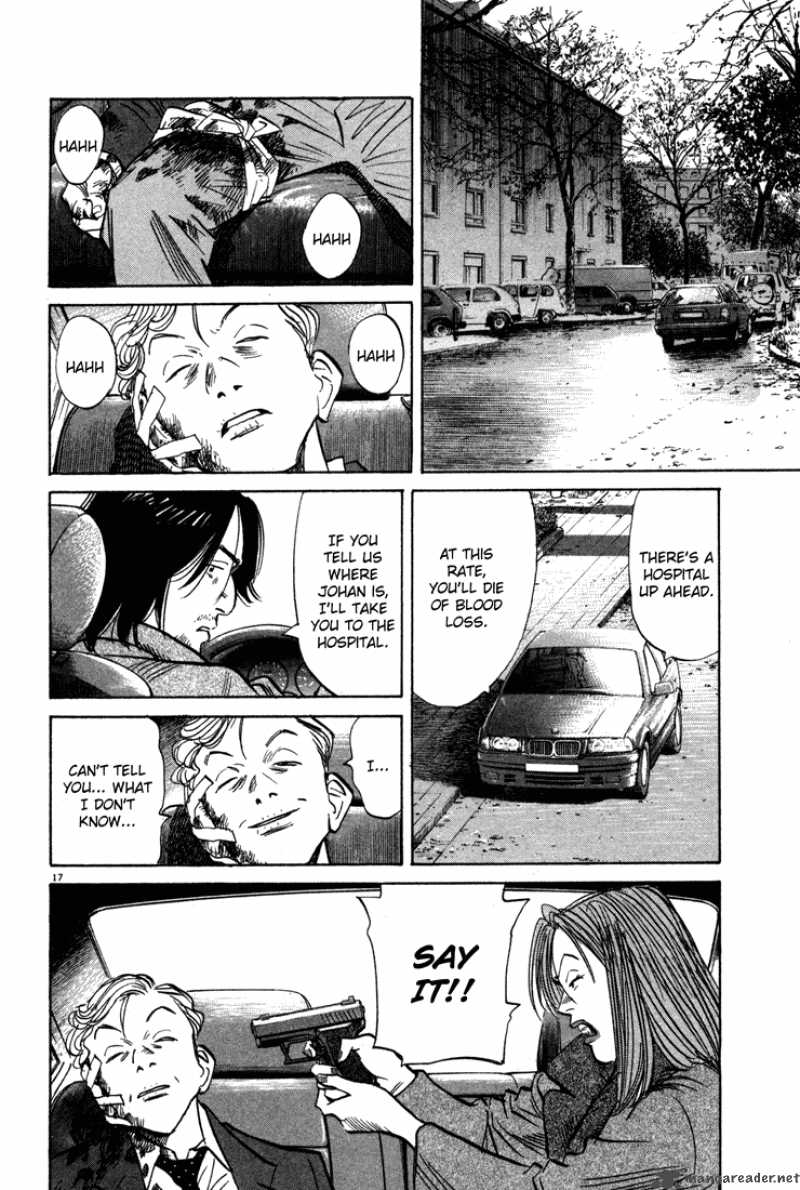 HAHH
HAHH
HAHH
HAHH
THERE'S A
HOSPITAL
UP AHEAD.
AT THIS
RATE,
YOU'LL DIE
OF BLOOD
LOSS.
IF YOU
TELL US
WHERE
JOHAN IS,
I'LL TAKE
YOU TO THE
HOSPITAL.
I...
CAN'T TELL
YOU... WHAT
I DON'T
KNOW...
17
SAY
IT!!
mangareader.net